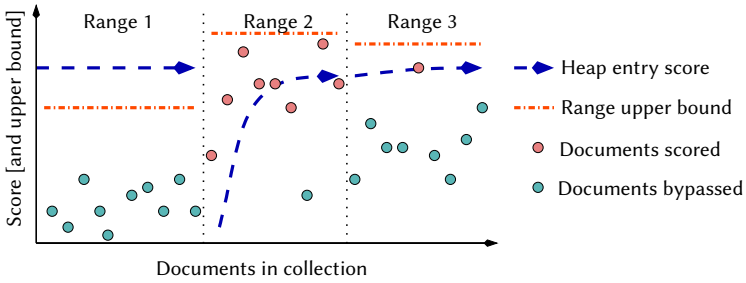 Range 1
Range 2
Range 3
Score [and upper bound]
Heap entry score
Range upper bound
Documents scored
Documents bypassed
Documents in collection